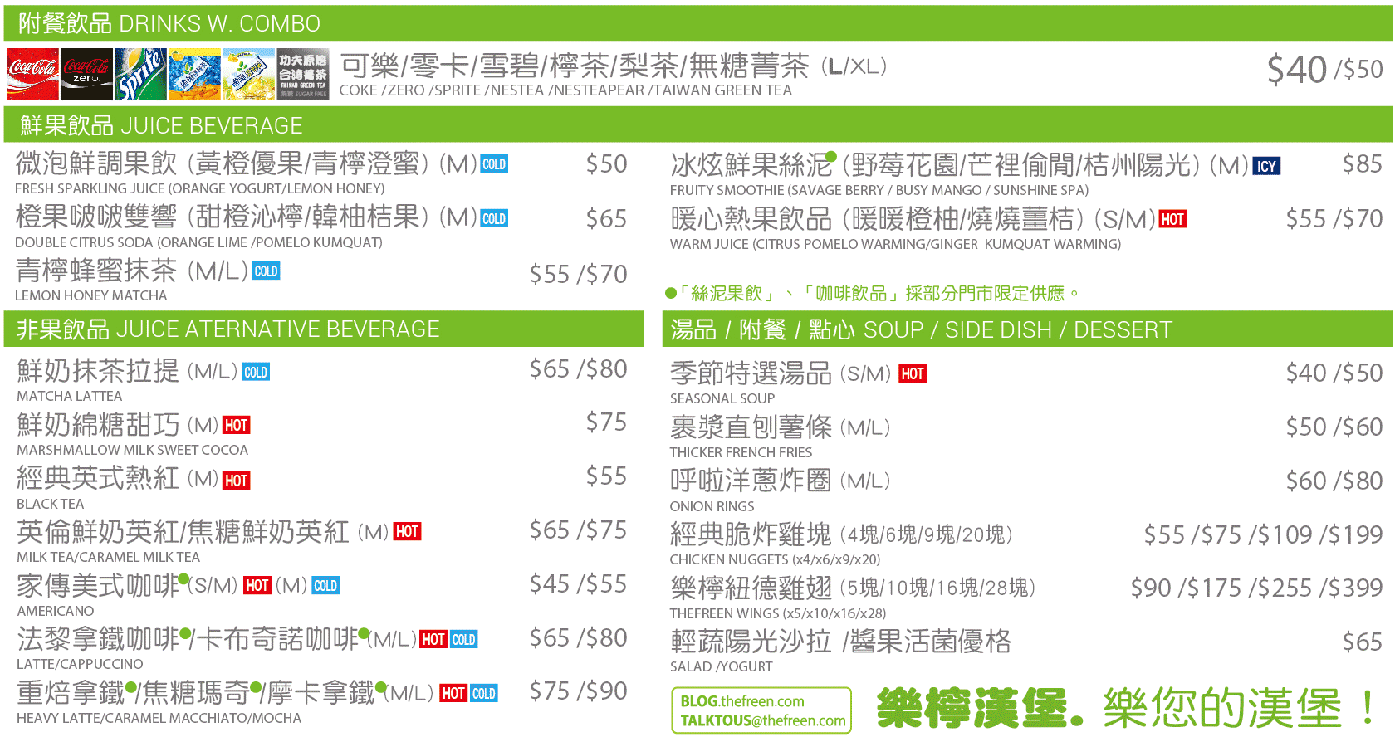 附餐飲品 DRINKS W. COMBO
Coca-Cola Coca-Cola zero Sprite 功夫原葉 台灣菁茶 TAIWAN GREEN TEA 無糖 SUGAR FREE
可樂/零卡/雪碧/檸茶/梨茶/無糖菁茶 (L/XL) $40 /$50
COKE /ZERO /SPRITE /NESTEA /NESTEAPEAR /TAIWAN GREEN TEA
鮮果飲品 JUICE BEVERAGE
微泡鮮調果飲 (黃橙優果/青檸澄蜜) (M) COLD $50
FRESH SPARKLING JUICE (ORANGE YOGURT/LEMON HONEY)
橙果啵啵雙響 (甜橙沁檸/韓柚桔果) (M) COLD $65
DOUBLE CITRUS SODA (ORANGE LIME /POMELO KUMQUAT)
青檸蜂蜜抹茶 (M/L) COLD $55 /$70
LEMON HONEY MATCHA
冰炫鮮果絲泥 (野莓花園/芒裡偷閒/桔州陽光) (M) ICY $85
FRUITY SMOOTHIE (SAVAGE BERRY / BUSY MANGO / SUNSHINE SPA)
暖心熱果飲品 (暖暖橙柚/燒燒薑桔) (S/M) HOT $55 /$70
WARM JUICE (CITRUS POMELO WARMING/GINGER KUMQUAT WARMING)
●「絲泥果飲」、「咖啡飲品」採部分門市限定供應。
非果飲品 JUICE ATERNATIVE BEVERAGE
鮮奶抹茶拉提 (M/L) COLD $65 /$80
MATCHA LATTEA
鮮奶綿糖甜巧 (M) HOT $75
MARSHMALLOW MILK SWEET COCOA
經典英式熱紅 (M) HOT $55
BLACK TEA
英倫鮮奶英紅/焦糖鮮奶英紅 (M) HOT $65 /$75
MILK TEA/CARAMEL MILK TEA
家傳美式咖啡●(S/M) HOT (M) COLD $45 /$55
AMERICANO
法黎拿鐵咖啡●/卡布奇諾咖啡●(M/L) HOT COLD $65 /$80
LATTE/CAPPUCCINO
重焙拿鐵●/焦糖瑪奇●/摩卡拿鐵●(M/L) HOT COLD $75 /$90
HEAVY LATTE/CARAMEL MACCHIATO/MOCHA
湯品 / 附餐 / 點心 SOUP / SIDE DISH / DESSERT
季節特選湯品 (S/M) HOT $40 /$50
SEASONAL SOUP
裹漿直刨薯條 (M/L) $50 /$60
THICKER FRENCH FRIES
呼啦洋蔥炸圈 (M/L) $60 /$80
ONION RINGS
經典脆炸雞塊 (4塊/6塊/9塊/20塊) $55 /$75 /$109 /$199
CHICKEN NUGGETS (x4/x6/x9/x20)
樂檸紐德雞翅 (5塊/10塊/16塊/28塊) $90 /$175 /$255 /$399
THEFREEN WINGS (x5/x10/x16/x28)
輕蔬陽光沙拉 /醬果活菌優格 $65
SALAD /YOGURT
BLOG.thefreen.com
TALKTOUS@thefreen.com
樂檸漢堡. 樂您的漢堡！